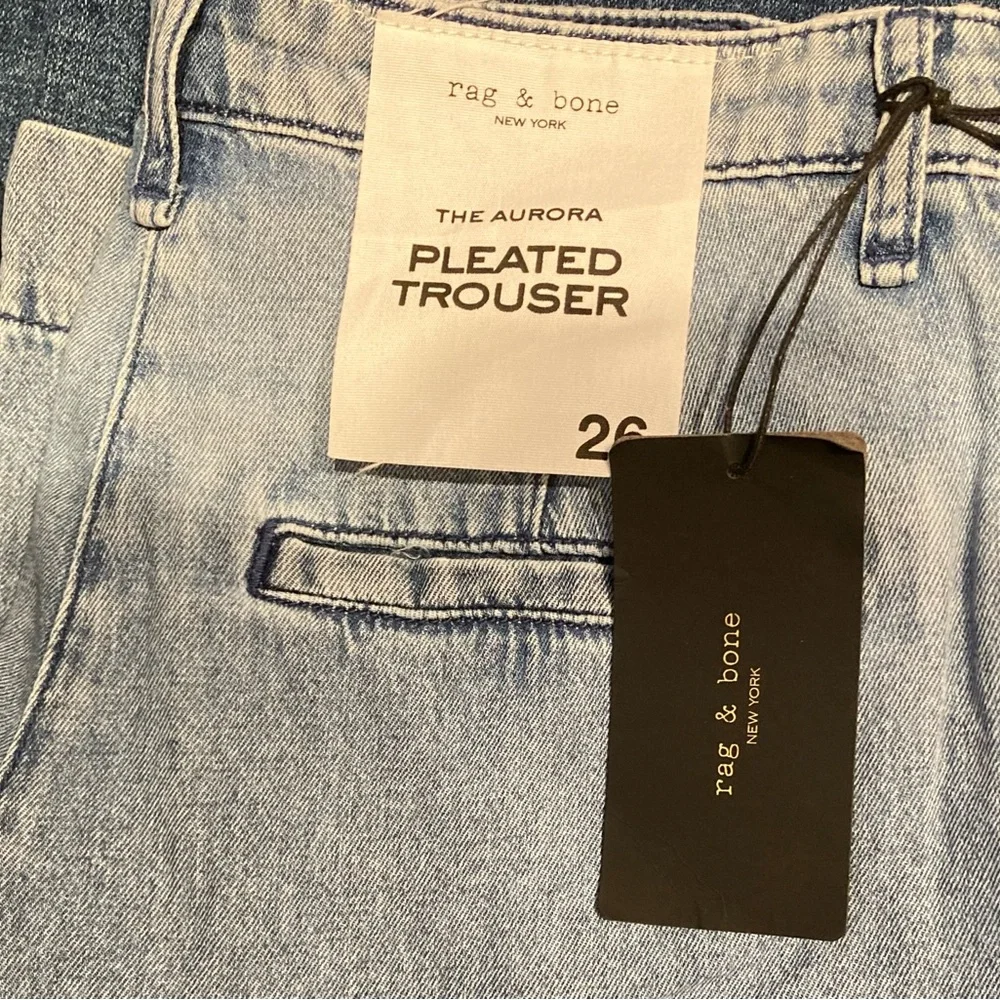 rag & bone
NEW YORK
THE AURORA
PLEATED
TROUSER
26
rag & bone
NEW YORK